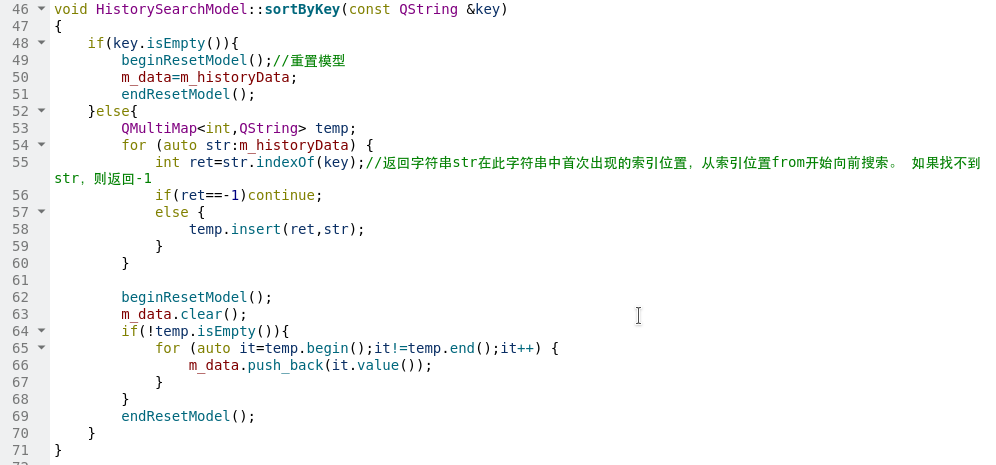 46 void HistorySearchModel::sortByKey(const QString &key)
47 {
48     if(key.isEmpty()){
49         beginResetModel();//重置模型
50         m_data=m_historyData;
51         endResetModel();
52     }else{
53         QMultiMap<int,QString> temp;
54         for (auto str:m_historyData) {
55             int ret=str.indexOf(key);//返回字符串str在此字符串中首次出现的索引位置，从索引位置from开始向前搜索。 如果找不到
str，则返回-1
56             if(ret==-1)continue;
57             else {
58                 temp.insert(ret,str);
59             }
60         }
61
62         beginResetModel();
63         m_data.clear();
64         if(!temp.isEmpty()){
65             for (auto it=temp.begin();it!=temp.end();it++) {
66                 m_data.push_back(it.value());
67             }
68         }
69         endResetModel();
70     }
71 }